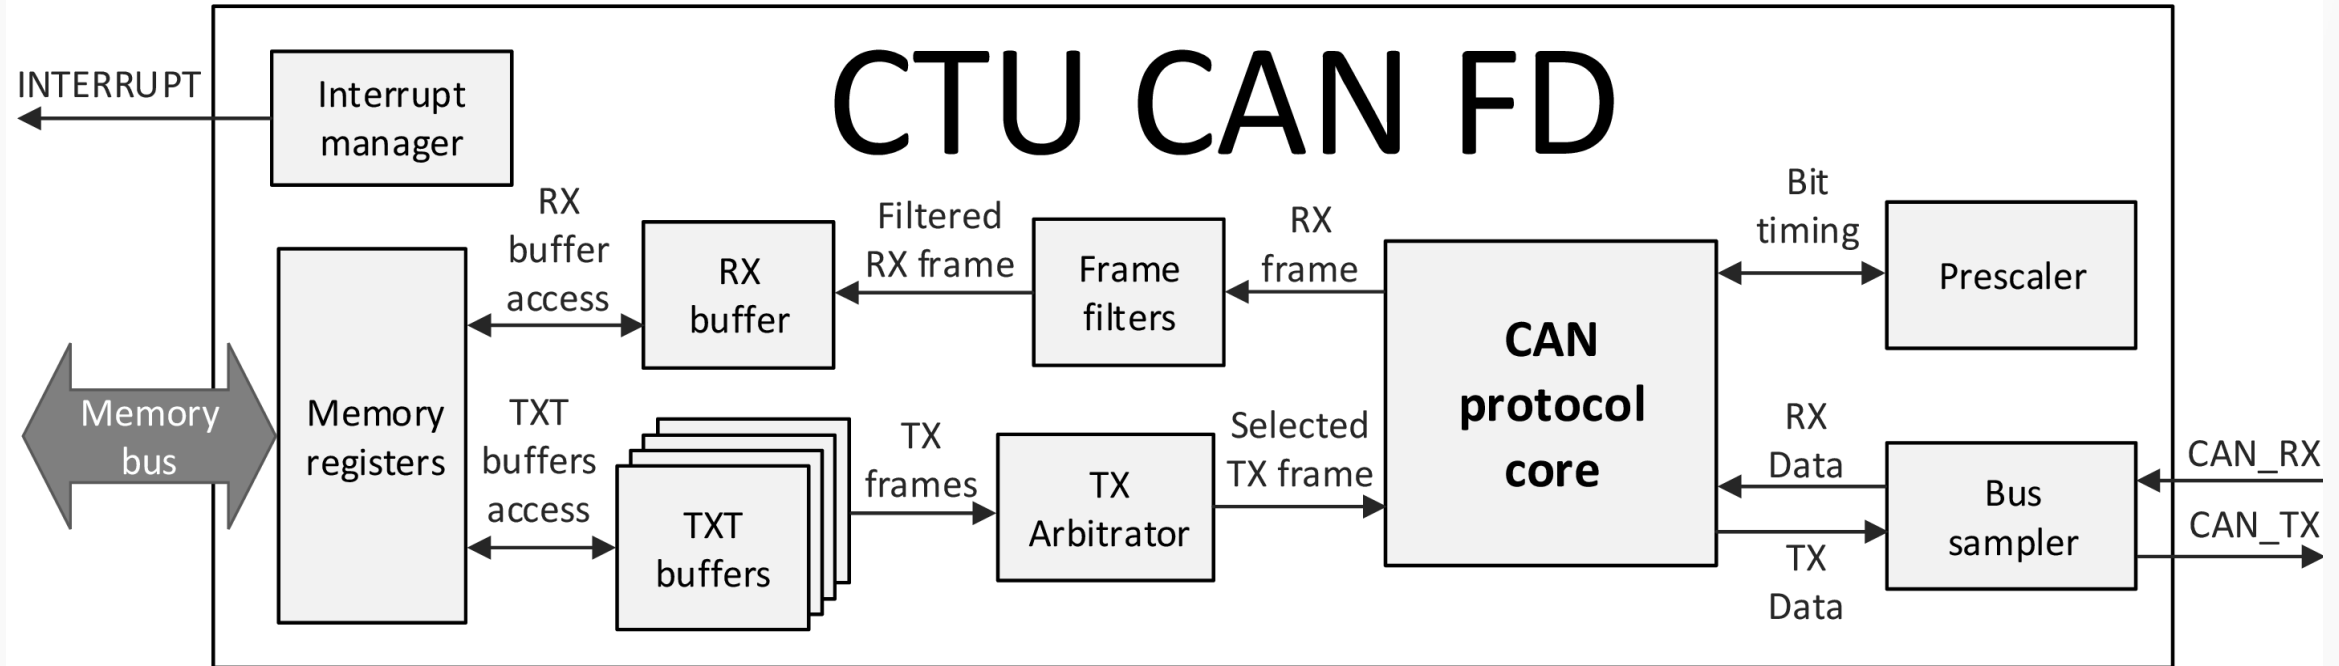 CTU CAN FD
INTERRUPT
Interrupt
manager
RX
buffer
access
RX
buffer
Filtered
RX frame
Frame
filters
RX
frame
CAN
protocol
core
Bit
timing
Prescaler
Memory
bus
Memory
registers
TXT
buffers
access
TXT
buffers
TX
frames
TX
Arbitrator
Selected
TX frame
RX
Data
TX
Data
Bus
sampler
CAN_RX
CAN_TX